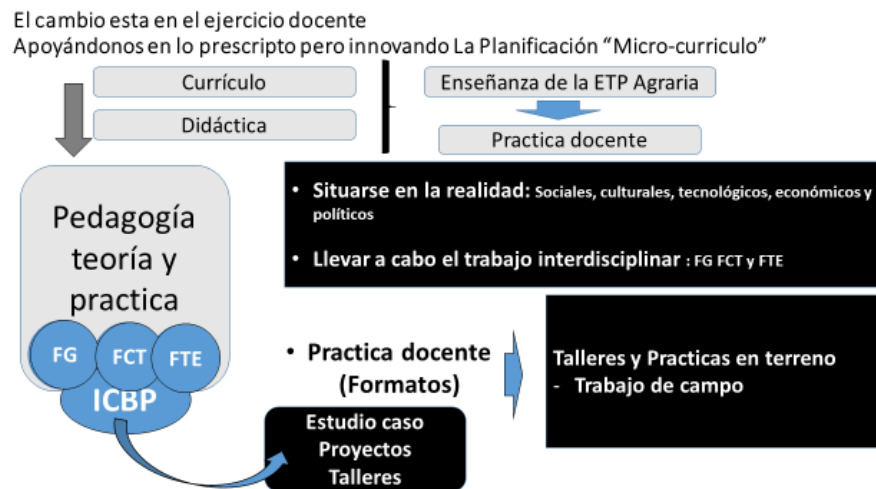 El cambio esta en el ejercicio docente
Apoyándonos en lo prescripto pero innovando La Planificación “Micro-curriculo”
Currículo
Didáctica
Enseñanza de la ETP Agraria
Practica docente
Pedagogía
teoría y
practica
FG
FCT
FTE
ICBP
• Situarse en la realidad: Sociales, culturales, tecnológicos, económicos y
políticos
• Llevar a cabo el trabajo interdisciplinar : FG FCT y FTE
• Practica docente
(Formatos)
Estudio caso
Proyectos
Talleres
Talleres y Practicas en terreno
- Trabajo de campo